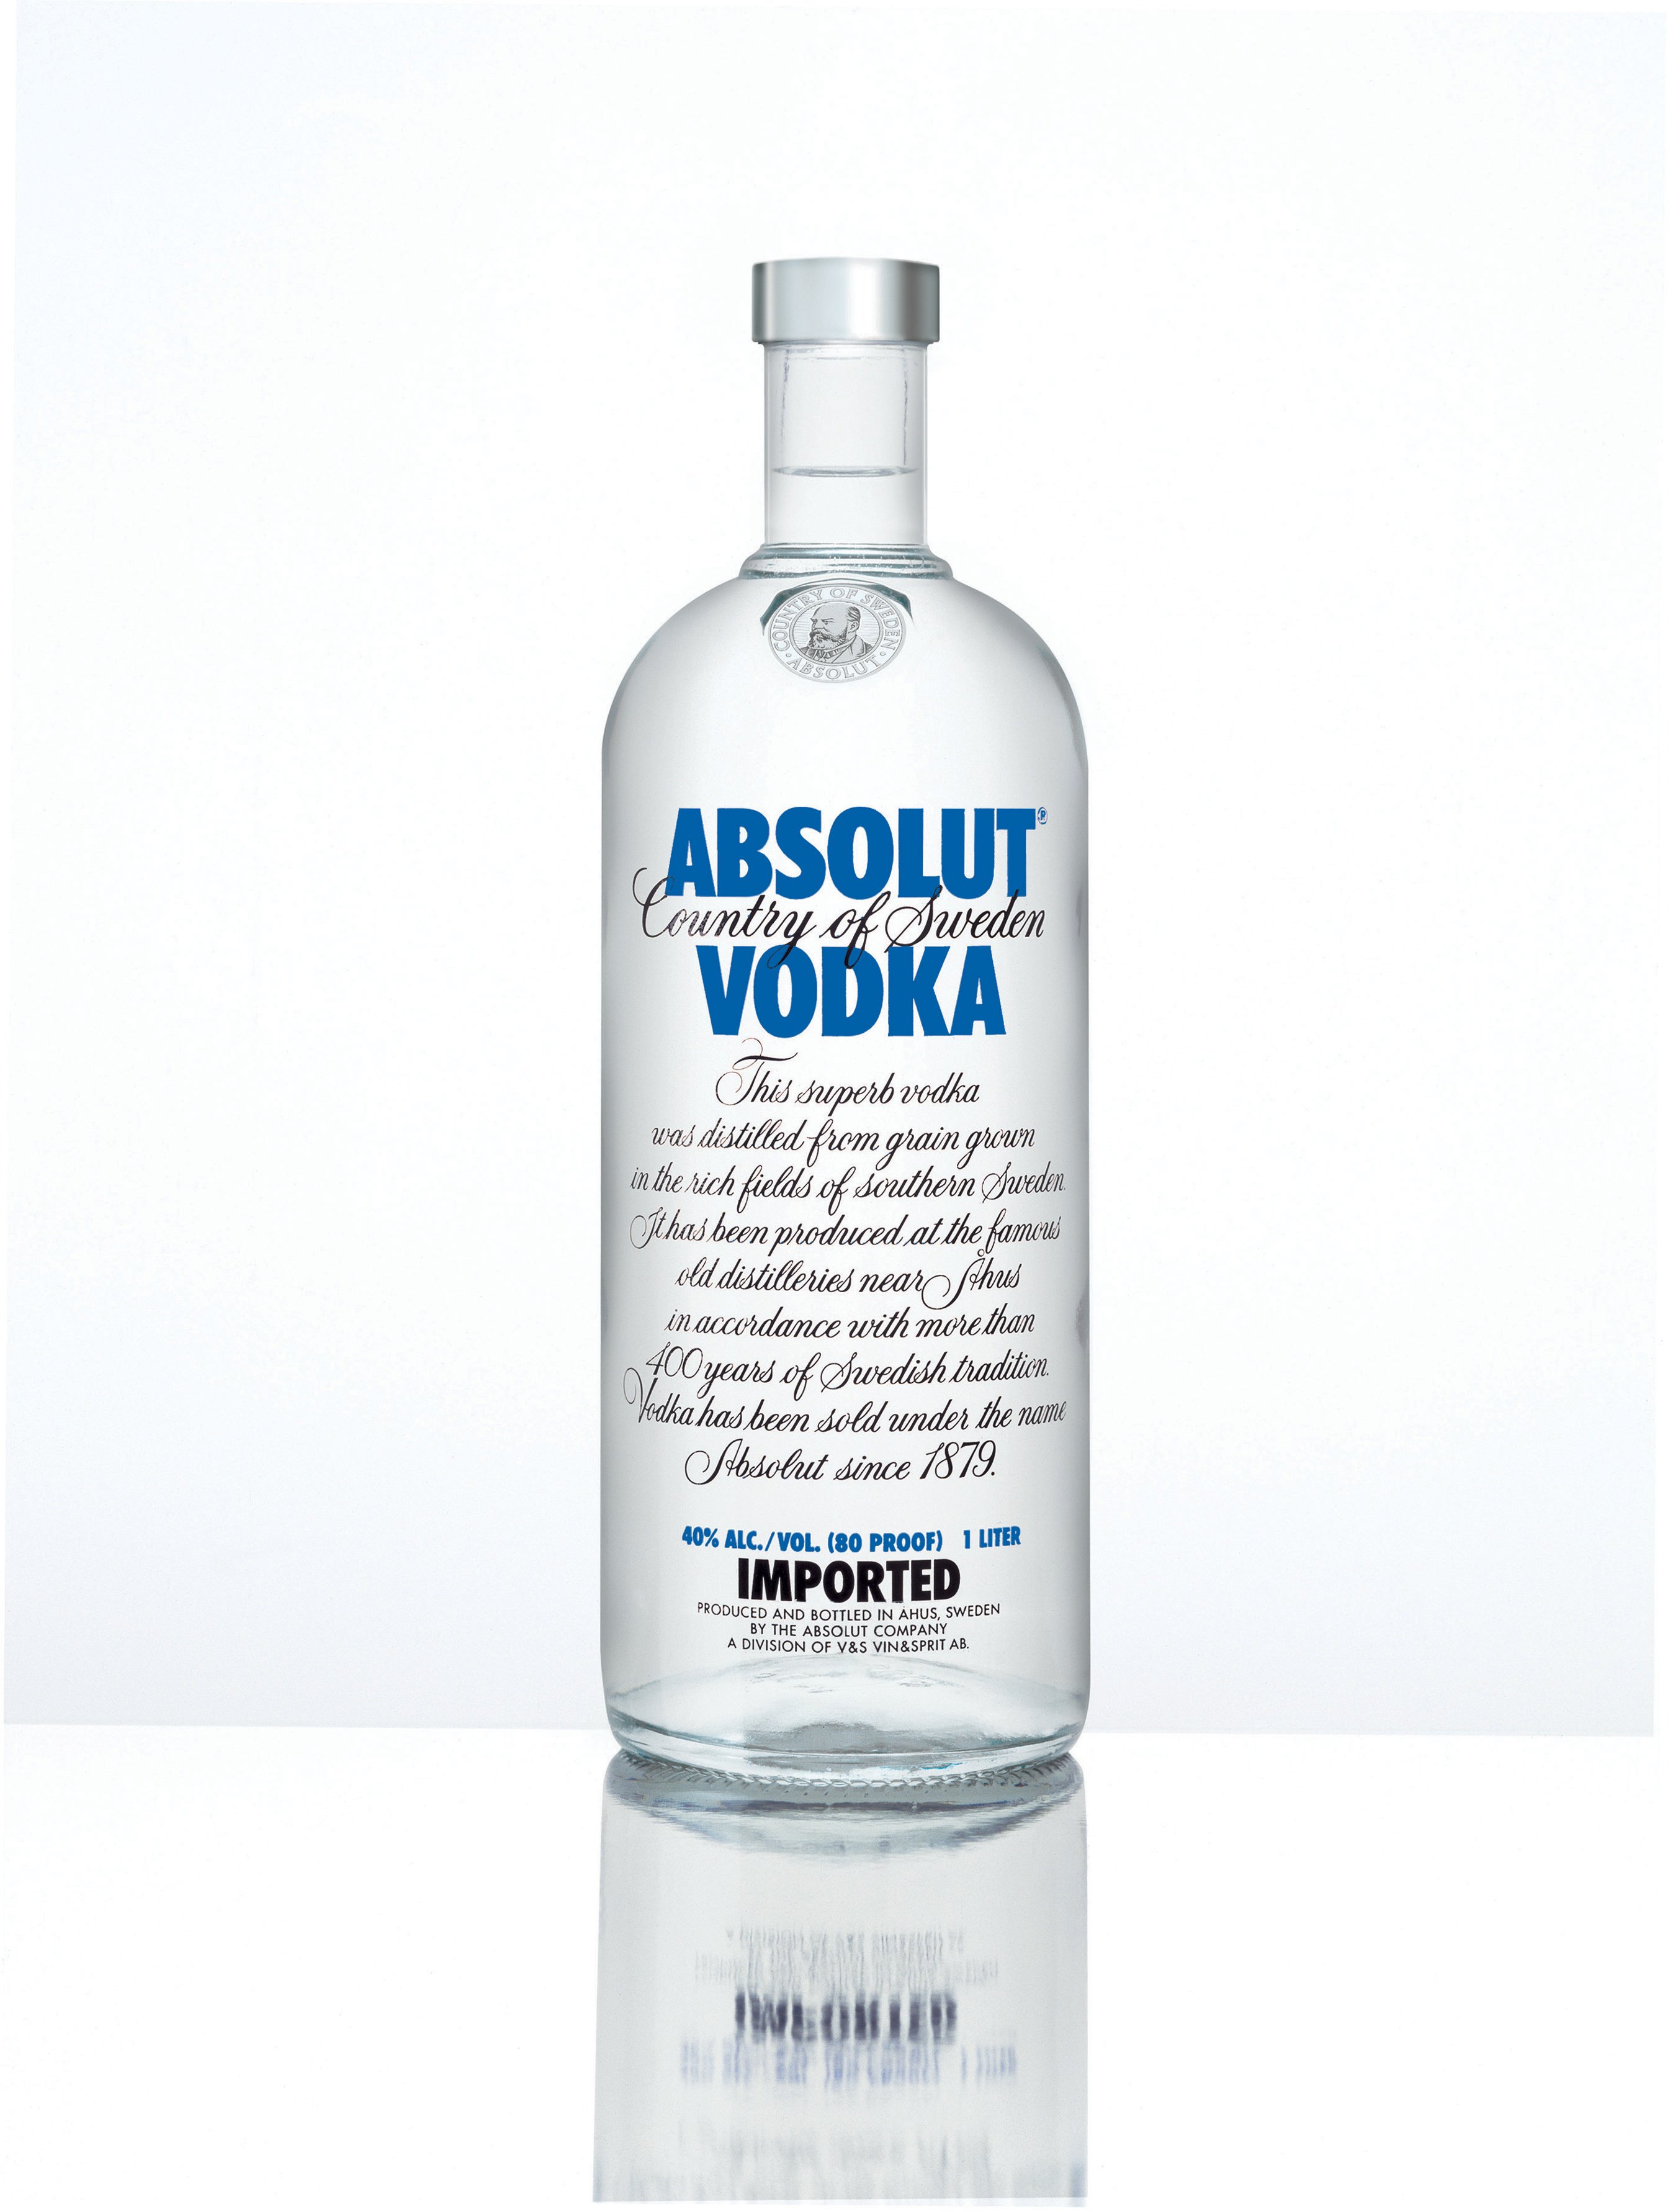 COUNTRY OF SWEDEN
ABSOLUT
ABSOLUT®
Country of Sweden
VODKA
This superb vodka
was distilled from grain grown
in the rich fields of southern Sweden.
It has been produced at the famous
old distilleries near Åhus
in accordance with more than
400 years of Swedish tradition.
Vodka has been sold under the name
Absolut since 1879.
40% ALC./VOL. (80 PROOF) 1 LITER
IMPORTED
PRODUCED AND BOTTLED IN ÅHUS, SWEDEN
BY THE ABSOLUT COMPANY
A DIVISION OF V&S VIN&SPRIT AB.